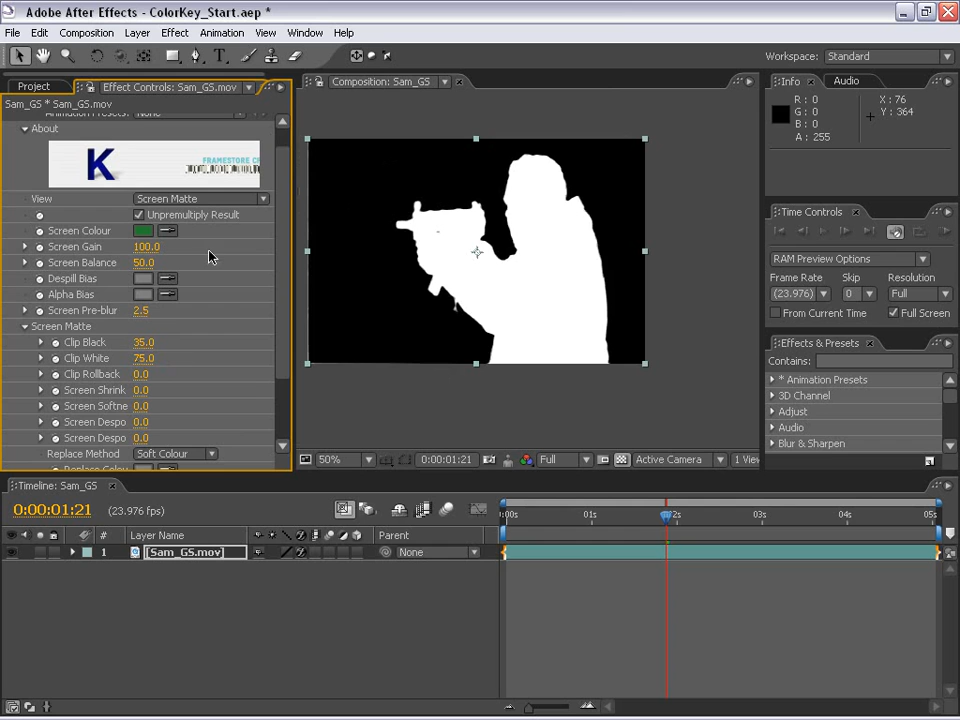 Adobe After Effects - ColorKey_Start.aep *
File Edit Composition Layer Effect Animation View Window Help
Workspace: Standard
Project Effect Controls: Sam_GS.mov
Composition: Sam_GS
Info Audio
Sam_GS * Sam_GS.mov
Animation Presets: None
About
K FRAMESTORE
View Screen Matte
Unpremultiply Result
Screen Colour
Screen Gain 100.0
Screen Balance 50.0
Despill Bias
Alpha Bias
Screen Pre-blur 2.5
Screen Matte
Clip Black 35.0
Clip White 75.0
Clip Rollback 0.0
Screen Shrink 0.0
Screen Softne 0.0
Screen Despo 0.0
Screen Despo 0.0
Replace Method Soft Colour
R: 0 X: 76
G: 0 Y: 364
B: 0
A: 255
Time Controls
RAM Preview Options
Frame Rate Skip Resolution
(23.976) 0 Full
From Current Time Full Screen
Effects & Presets
Contains:
* Animation Presets
3D Channel
Adjust
Audio
Blur & Sharpen
50% 0:00:01:21 Full Active Camera 1 Vie
Timeline: Sam_GS
0:00:01:21 (23.976 fps)
:00s 01s 2s 03s 04s 05s
# Layer Name Parent
1 [Sam_GS.mov] None